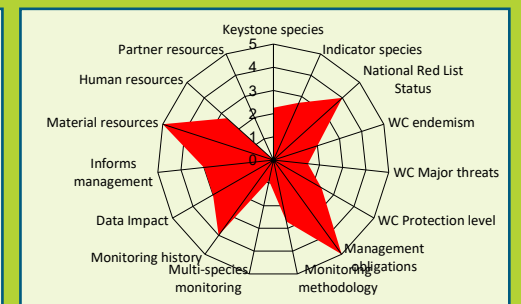 Keystone species
5
Partner resources
Indicator species
4
Human resources
National Red List
Status
3
2
Material resources
WC endemism
1
Informs
management
0
WC Major threats
Data Impact
WC Protection level
Monitoring history
Management
obligations
Multi-species
monitoring
Monitoring
methodology